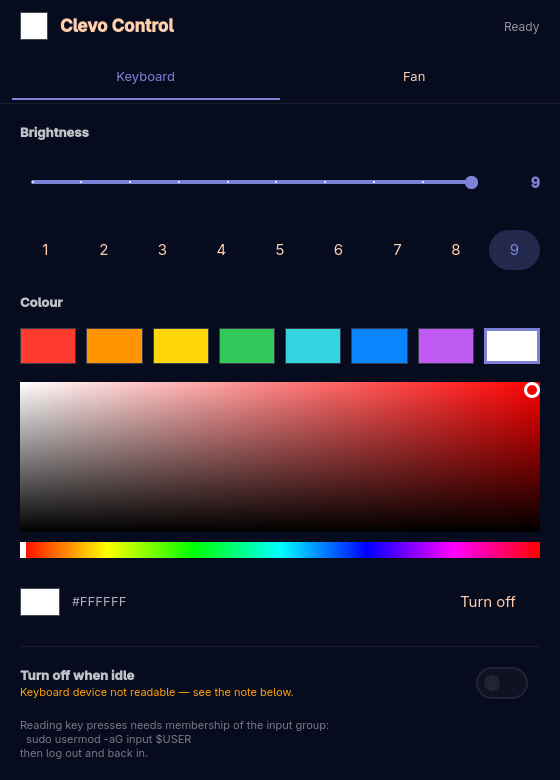 Clevo Control
Ready
Keyboard
Fan
Brightness
9
1 2 3 4 5 6 7 8 9
Colour
#FFFFFF
Turn off
Turn off when idle
Keyboard device not readable — see the note below.
Reading key presses needs membership of the input group:
sudo usermod -aG input $USER
then log out and back in.